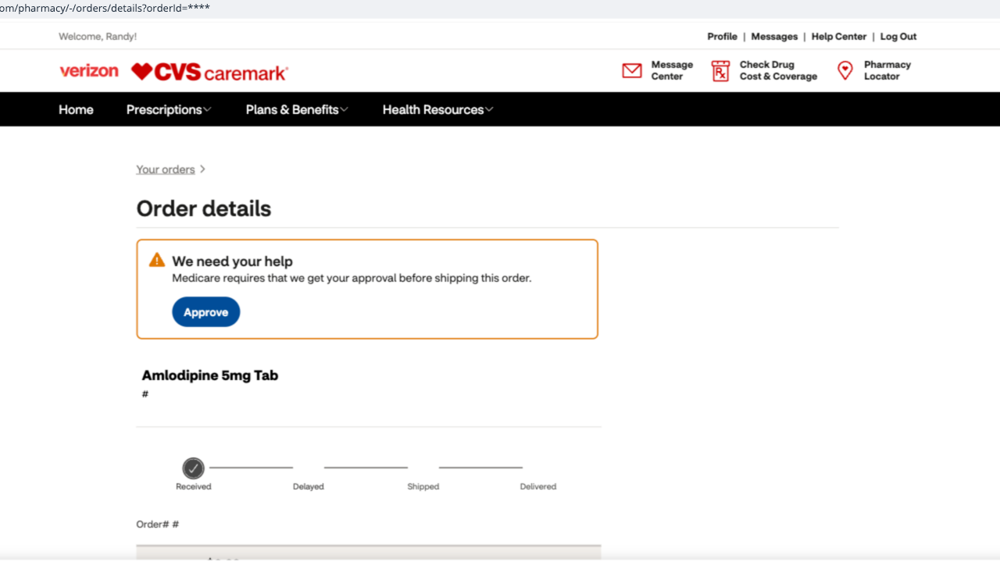 om/pharmacy/-/orders/details?orderId=****
Welcome, Randy!
Profile | Messages | Help Center | Log Out
verizon CVS caremark
Message Center
Check Drug Cost & Coverage
Pharmacy Locator
Home Prescriptions Plans & Benefits Health Resources
Your orders >
Order details
We need your help
Medicare requires that we get your approval before shipping this order.
Approve
Amlodipine 5mg Tab
#
Received Delayed Shipped Delivered
Order# #